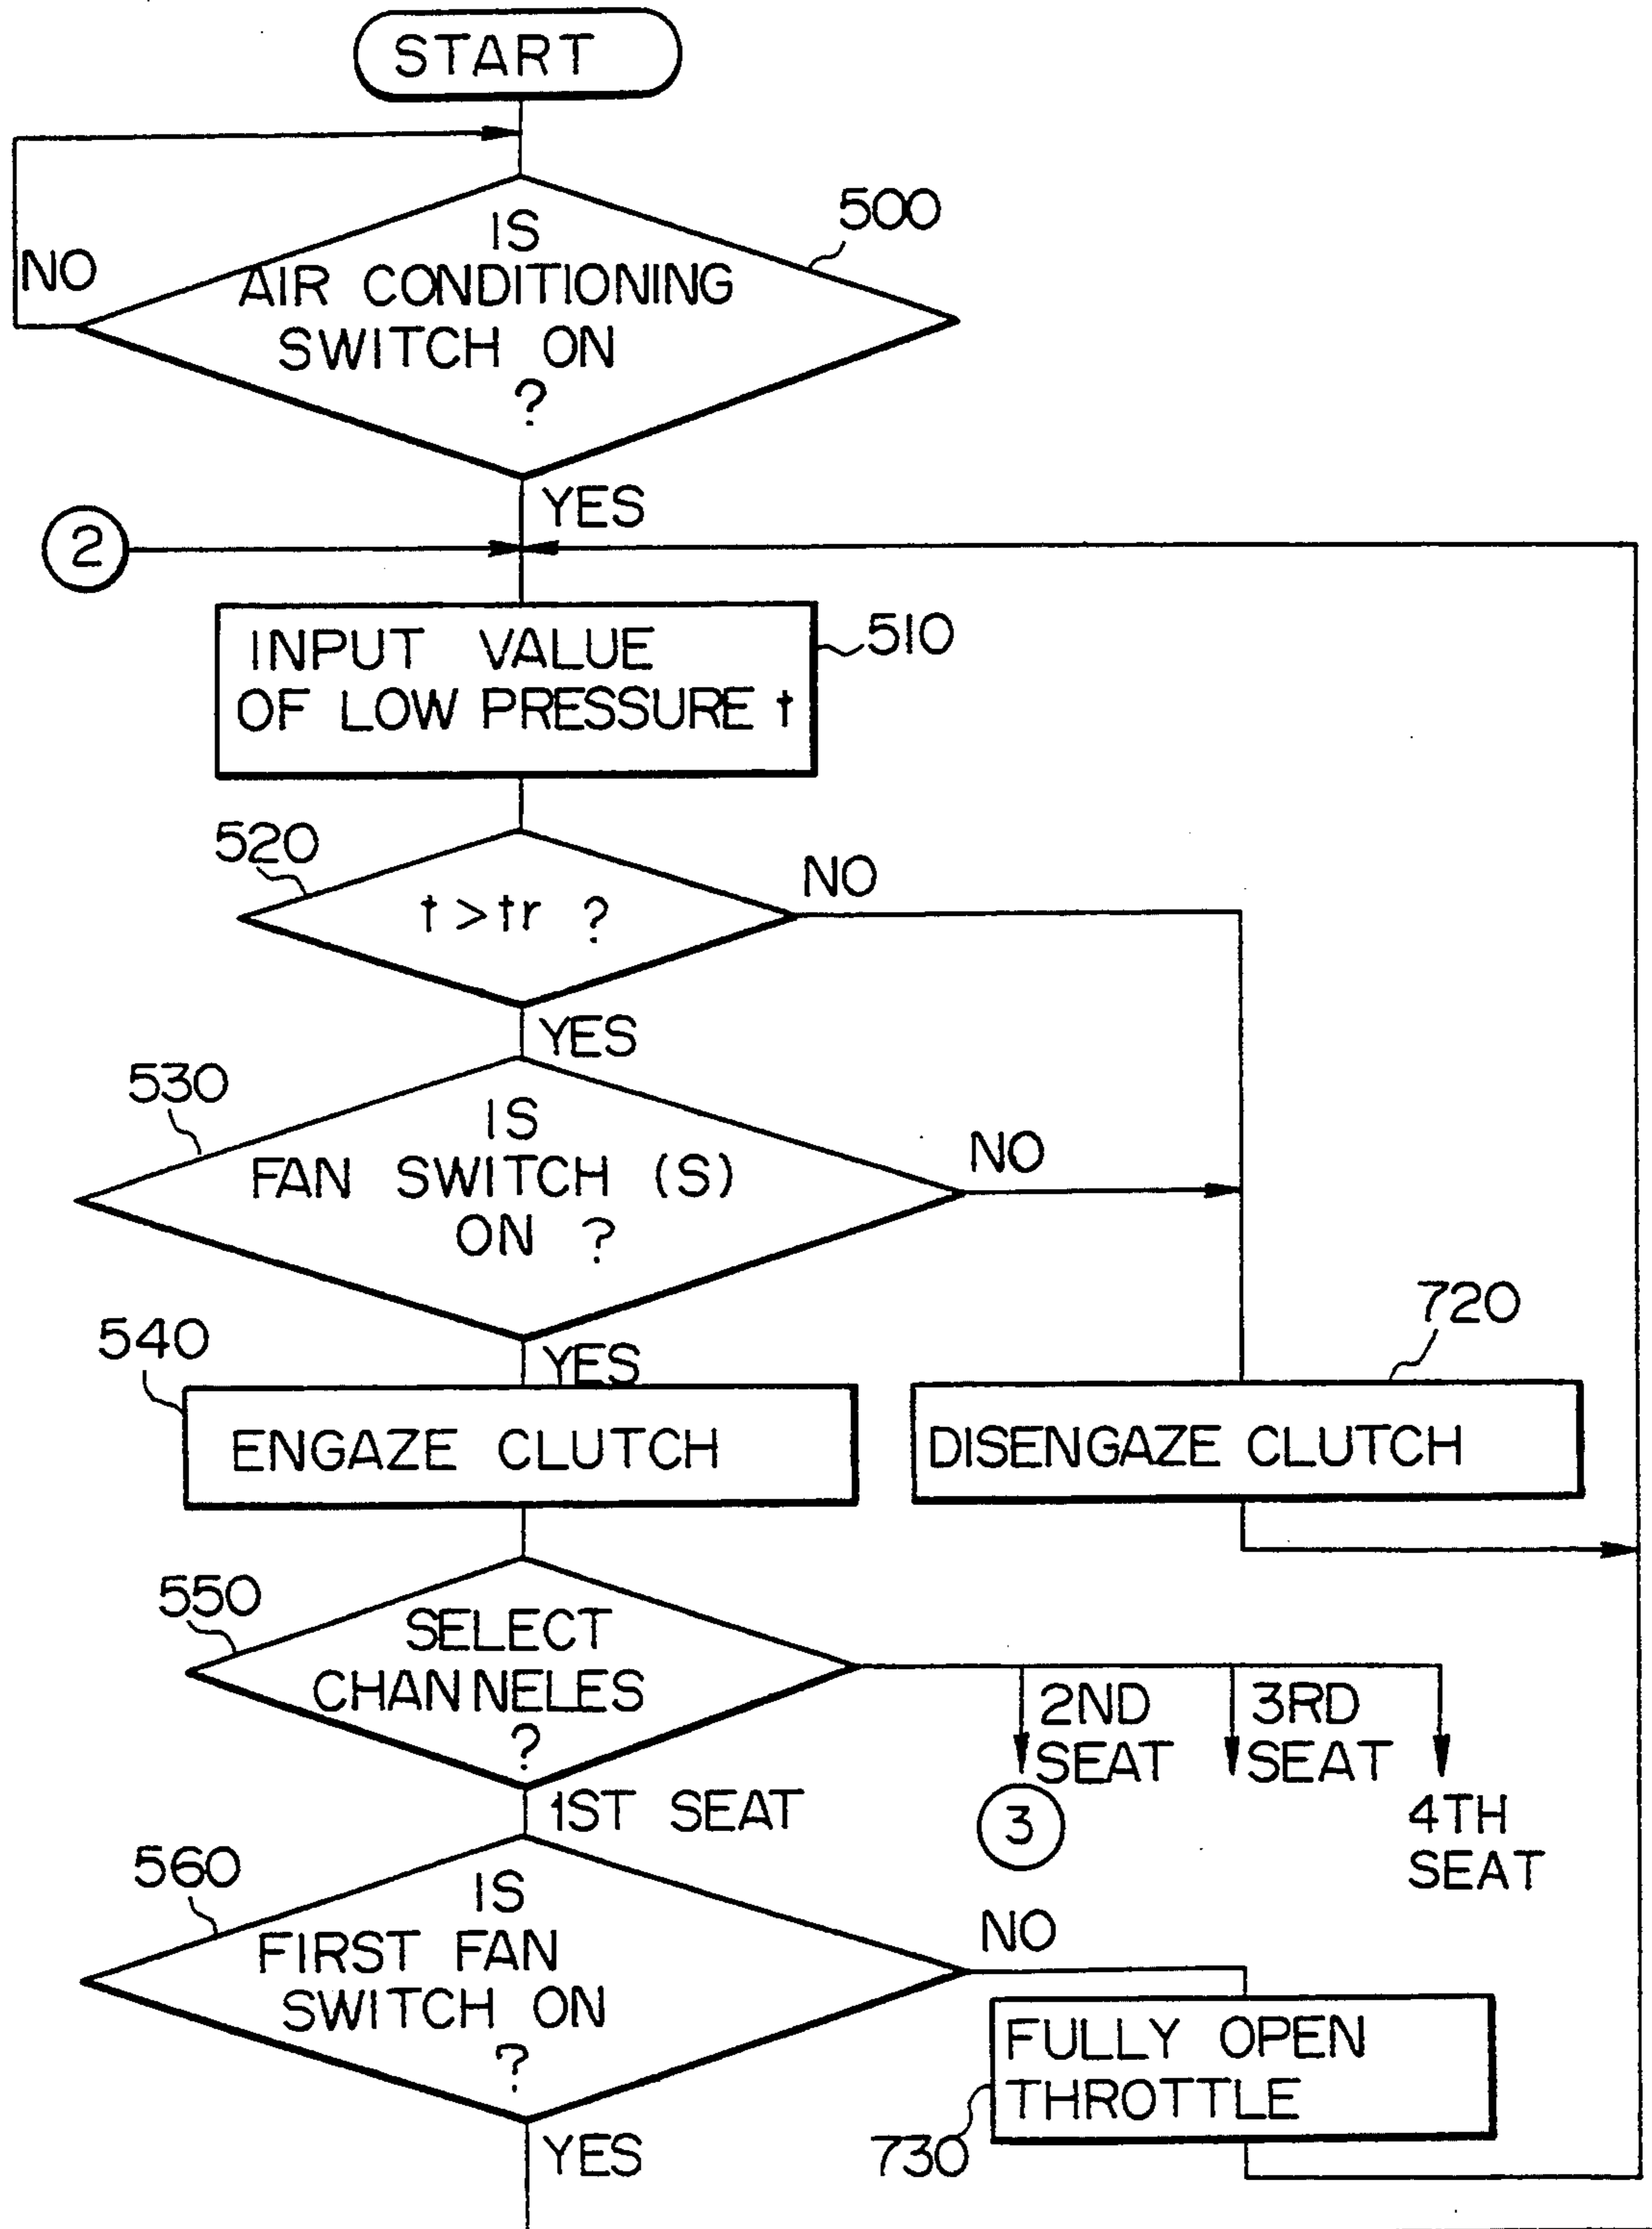 START
500
IS
AIR CONDITIONING
SWITCH ON
?
NO
YES
2
INPUT VALUE
OF LOW PRESSURE t
510
520
t>tr ?
NO
YES
530
IS
FAN SWITCH (S)
ON ?
NO
YES
540
ENGAZE CLUTCH
720
DISENGAZE CLUTCH
550
SELECT
CHANNELES
?
2ND
SEAT
3RD
SEAT
4TH
SEAT
3
1ST SEAT
560
IS
FIRST FAN
SWITCH ON
?
NO
FULLY OPEN
THROTTLE
730
YES